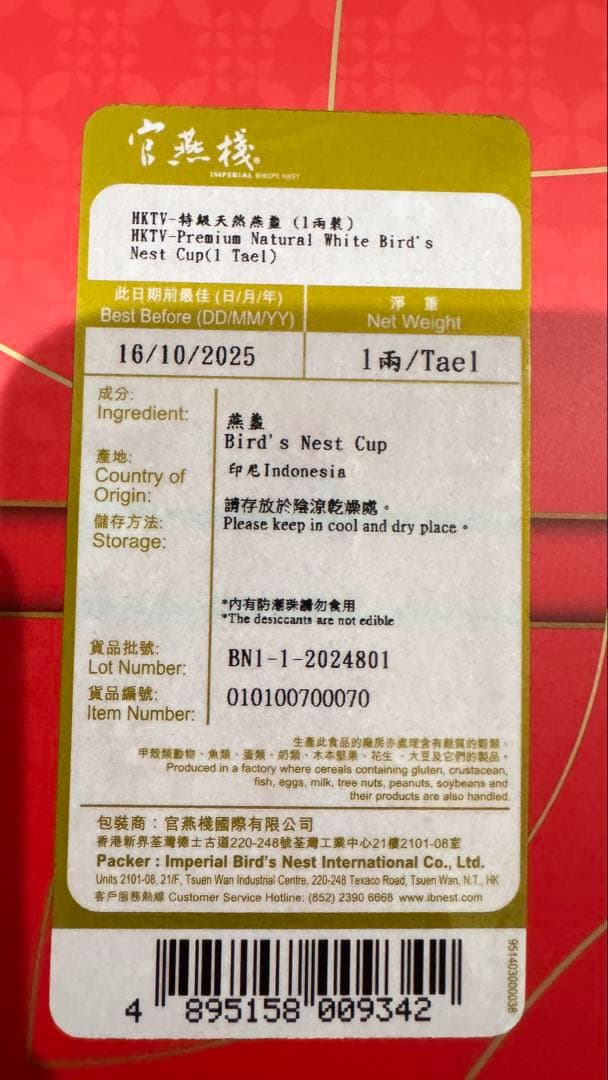 官燕棧®
IMPERIAL BIRD'S NEST
HKTV-特級天然燕盞 (1兩裝)
HKTV-Premium Natural White Bird's
Nest Cup(1 Tael)
此日期前最佳 (日/月/年)
Best Before (DD/MM/YY)
淨 重
Net Weight
16/10/2025
1兩/Tael
成分:
Ingredient:
燕盞
Bird's Nest Cup
產地:
Country of
Origin:
印尼Indonesia
儲存方法:
Storage:
請存放於陰涼乾燥處。
Please keep in cool and dry place。
*內有防潮珠請勿食用
*The desiccants are not edible
貨品批號:
Lot Number:
BN1-1-2024801
貨品編號:
Item Number:
010100700070
生產此食品的廠房亦處理含有麩質的穀類、
甲殼類動物、魚類、蛋類、奶類、木本堅果、花生、大豆及它們的製品。
Produced in a factory where cereals containing gluten, crustacean,
fish, eggs, milk, tree nuts, peanuts, soybeans and
their products are also handled.
包裝商：官燕棧國際有限公司
香港新界荃灣德士古道220-248號荃灣工業中心21樓2101-08室
Packer : Imperial Bird's Nest International Co., Ltd.
Units 2101-08, 21/F, Tsuen Wan Industrial Centre, 220-248 Texaco Road, Tsuen Wan, N.T., HK
客戶服務熱線 Customer Service Hotline: (852) 2390 6668 www.ibnest.com
4 895158 009342
951403000038